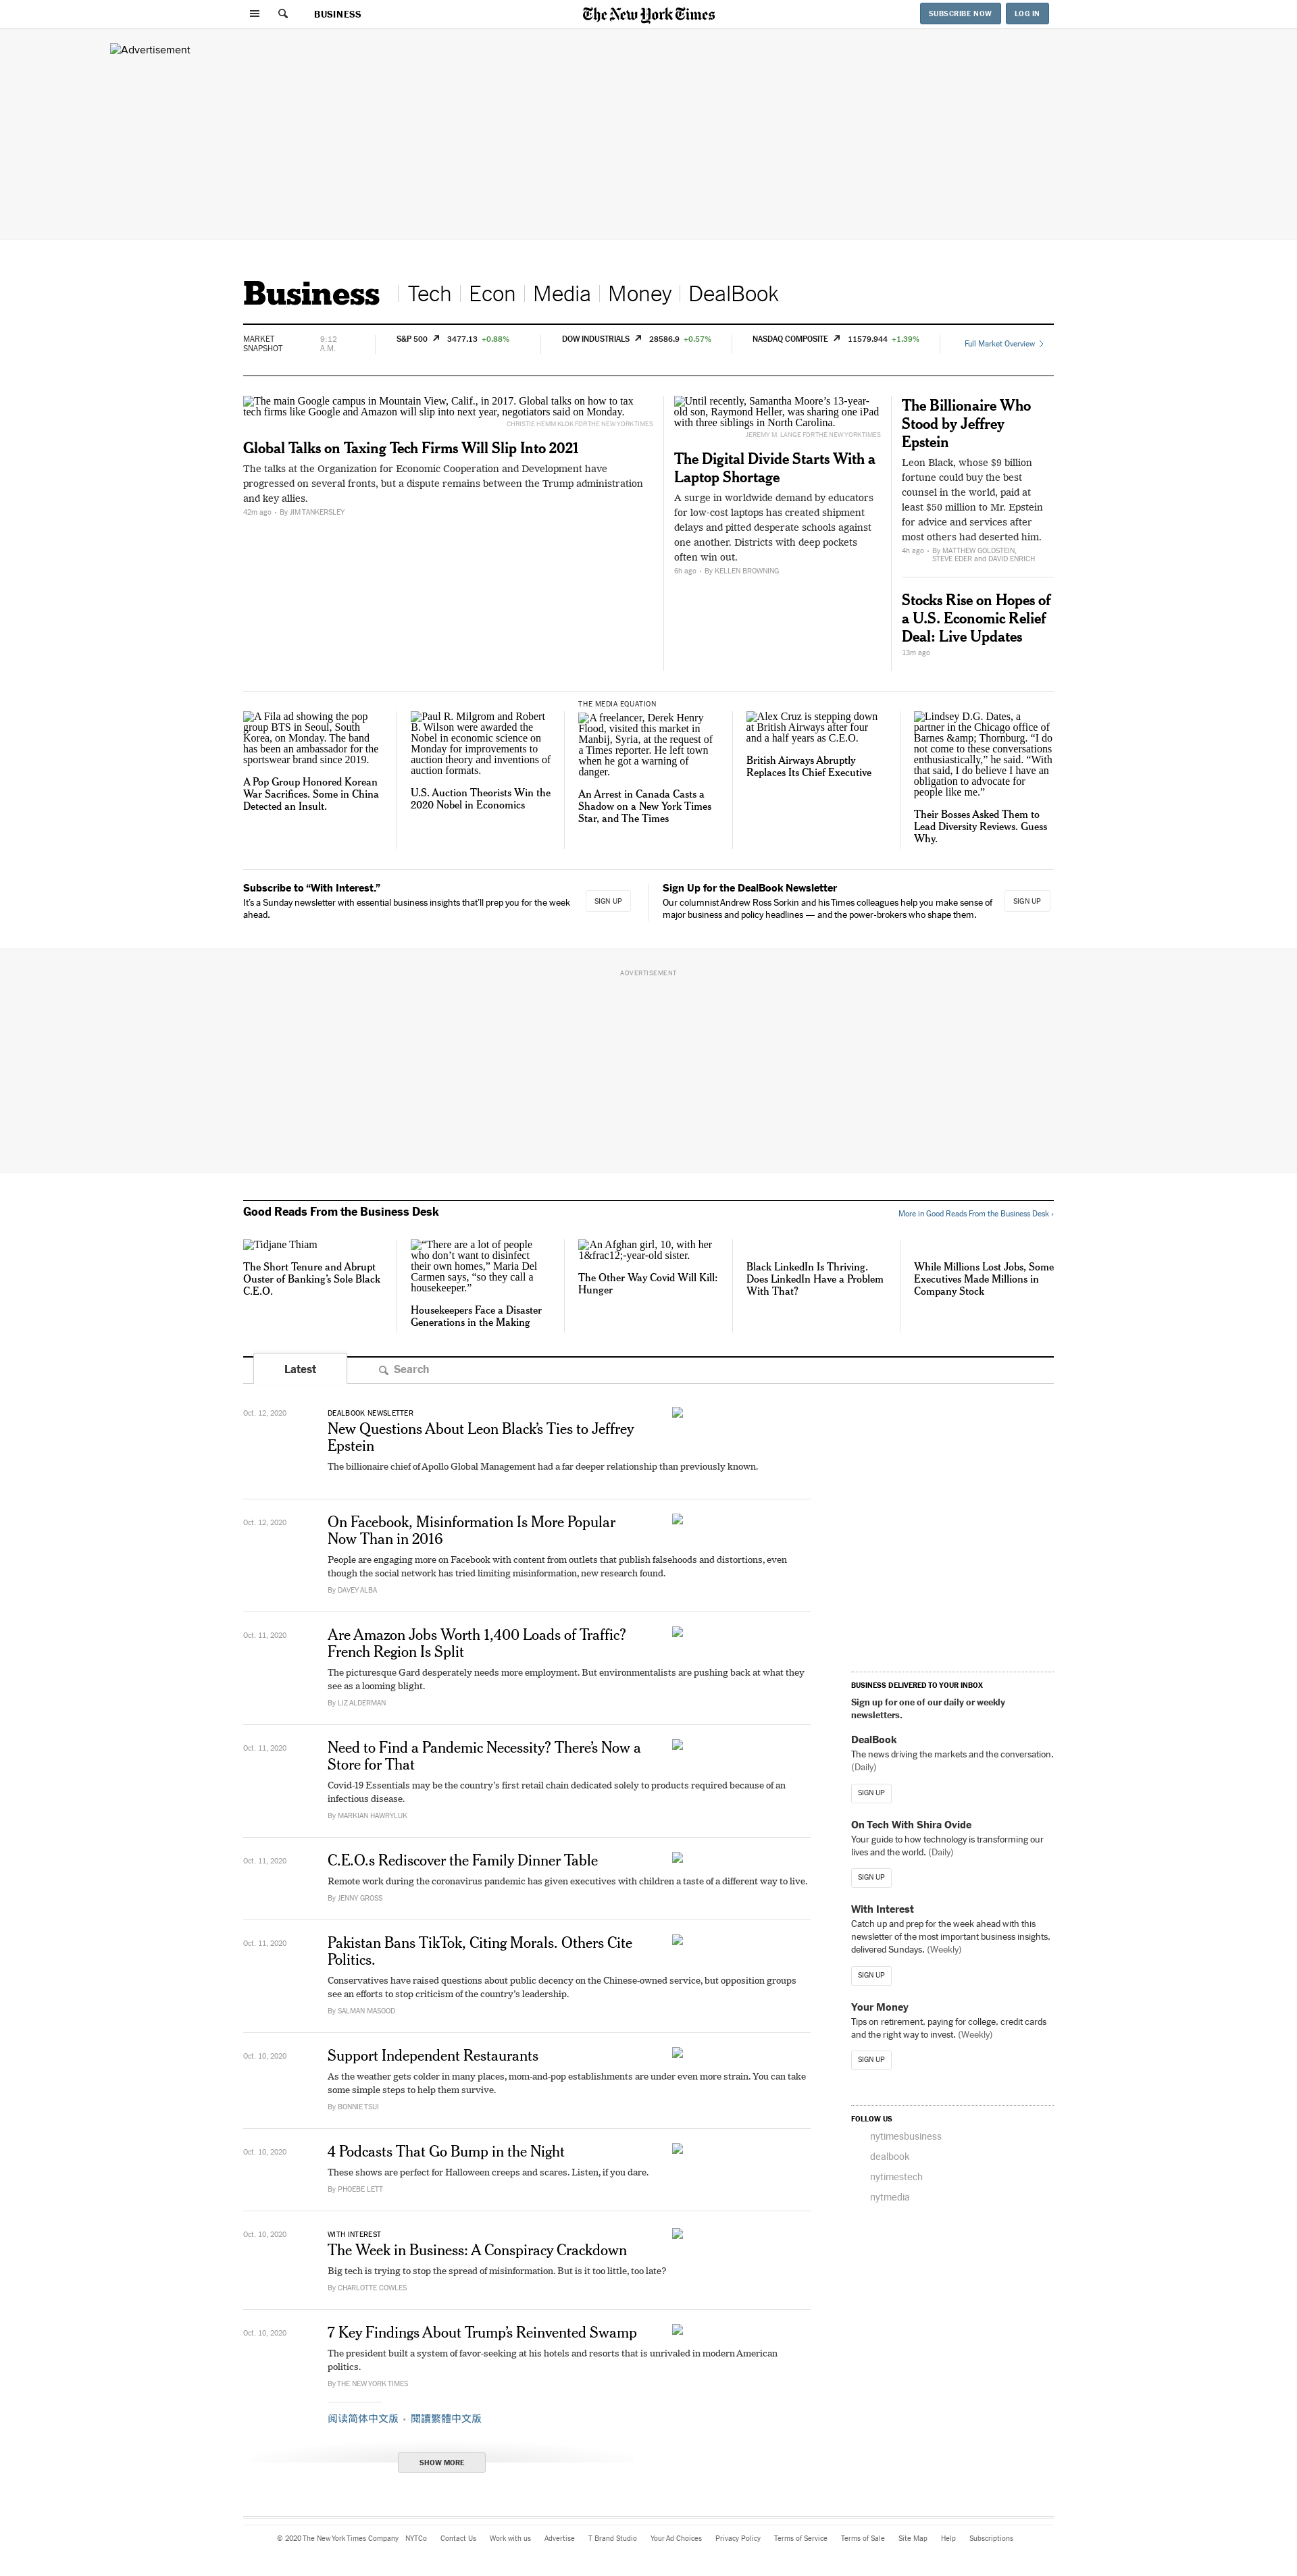 BUSINESS
The New York Times
SUBSCRIBE NOW
LOG IN
Advertisement
Business
Tech
Econ
Media
Money
DealBook
MARKET
SNAPSHOT
9:12
A.M.
S&P 500 3477.13 +0.88%
DOW INDUSTRIALS 28586.9 +0.57%
NASDAQ COMPOSITE 11579.944 +1.39%
Full Market Overview
The main Google campus in Mountain View, Calif., in 2017. Global talks on how to tax
tech firms like Google and Amazon will slip into next year, negotiators said on Monday.
CHRISTIE HEMM KLOK FOR THE NEW YORK TIMES
Global Talks on Taxing Tech Firms Will Slip Into 2021
The talks at the Organization for Economic Cooperation and Development have
progressed on several fronts, but a dispute remains between the Trump administration
and key allies.
42m ago • By JIM TANKERSLEY
Until recently, Samantha Moore’s 13-year-
old son, Raymond Heller, was sharing one iPad
with three siblings in North Carolina.
JEREMY M. LANGE FOR THE NEW YORK TIMES
The Digital Divide Starts With a
Laptop Shortage
A surge in worldwide demand by educators
for low-cost laptops has created shipment
delays and pitted desperate schools against
one another. Districts with deep pockets
often win out.
6h ago • By KELLEN BROWNING
The Billionaire Who
Stood by Jeffrey
Epstein
Leon Black, whose $9 billion
fortune could buy the best
counsel in the world, paid at
least $50 million to Mr. Epstein
for advice and services after
most others had deserted him.
4h ago • By MATTHEW GOLDSTEIN,
STEVE EDER and DAVID ENRICH
Stocks Rise on Hopes of
a U.S. Economic Relief
Deal: Live Updates
13m ago
A Fila ad showing the pop
group BTS in Seoul, South
Korea, on Monday. The band
has been an ambassador for the
sportswear brand since 2019.
A Pop Group Honored Korean
War Sacrifices. Some in China
Detected an Insult.
Paul R. Milgrom and Robert
B. Wilson were awarded the
Nobel in economic science on
Monday for improvements to
auction theory and inventions of
auction formats.
U.S. Auction Theorists Win the
2020 Nobel in Economics
THE MEDIA EQUATION
A freelancer, Derek Henry
Flood, visited this market in
Manbij, Syria, at the request of
a Times reporter. He left town
when he got a warning of
danger.
An Arrest in Canada Casts a
Shadow on a New York Times
Star, and The Times
Alex Cruz is stepping down
at British Airways after four
and a half years as C.E.O.
British Airways Abruptly
Replaces Its Chief Executive
Lindsey D.G. Dates, a
partner in the Chicago office of
Barnes &amp; Thornburg. “I do
not come to these conversations
enthusiastically,” he said. “With
that said, I do believe I have an
obligation to advocate for
people like me.”
Their Bosses Asked Them to
Lead Diversity Reviews. Guess
Why.
Subscribe to “With Interest.”
It’s a Sunday newsletter with essential business insights that’ll prep you for the week
ahead.
SIGN UP
Sign Up for the DealBook Newsletter
Our columnist Andrew Ross Sorkin and his Times colleagues help you make sense of
major business and policy headlines — and the power-brokers who shape them.
SIGN UP
ADVERTISEMENT
Good Reads From the Business Desk
More in Good Reads From the Business Desk ›
Tidjane Thiam
The Short Tenure and Abrupt
Ouster of Banking’s Sole Black
C.E.O.
“There are a lot of people
who don’t want to disinfect
their own homes,” Maria Del
Carmen says, “so they call a
housekeeper.”
Housekeepers Face a Disaster
Generations in the Making
An Afghan girl, 10, with her
1&frac12;-year-old sister.
The Other Way Covid Will Kill:
Hunger
Black LinkedIn Is Thriving.
Does LinkedIn Have a Problem
With That?
While Millions Lost Jobs, Some
Executives Made Millions in
Company Stock
Latest
Search
Oct. 12, 2020
DEALBOOK NEWSLETTER
New Questions About Leon Black’s Ties to Jeffrey
Epstein
The billionaire chief of Apollo Global Management had a far deeper relationship than previously known.
Oct. 12, 2020
On Facebook, Misinformation Is More Popular
Now Than in 2016
People are engaging more on Facebook with content from outlets that publish falsehoods and distortions, even
though the social network has tried limiting misinformation, new research found.
By DAVEY ALBA
Oct. 11, 2020
Are Amazon Jobs Worth 1,400 Loads of Traffic?
French Region Is Split
The picturesque Gard desperately needs more employment. But environmentalists are pushing back at what they
see as a looming blight.
By LIZ ALDERMAN
Oct. 11, 2020
Need to Find a Pandemic Necessity? There’s Now a
Store for That
Covid-19 Essentials may be the country’s first retail chain dedicated solely to products required because of an
infectious disease.
By MARKIAN HAWRYLUK
Oct. 11, 2020
C.E.O.s Rediscover the Family Dinner Table
Remote work during the coronavirus pandemic has given executives with children a taste of a different way to live.
By JENNY GROSS
Oct. 11, 2020
Pakistan Bans TikTok, Citing Morals. Others Cite
Politics.
Conservatives have raised questions about public decency on the Chinese-owned service, but opposition groups
see an efforts to stop criticism of the country’s leadership.
By SALMAN MASOOD
Oct. 10, 2020
Support Independent Restaurants
As the weather gets colder in many places, mom-and-pop establishments are under even more strain. You can take
some simple steps to help them survive.
By BONNIE TSUI
Oct. 10, 2020
4 Podcasts That Go Bump in the Night
These shows are perfect for Halloween creeps and scares. Listen, if you dare.
By PHOEBE LETT
Oct. 10, 2020
WITH INTEREST
The Week in Business: A Conspiracy Crackdown
Big tech is trying to stop the spread of misinformation. But is it too little, too late?
By CHARLOTTE COWLES
Oct. 10, 2020
7 Key Findings About Trump’s Reinvented Swamp
The president built a system of favor-seeking at his hotels and resorts that is unrivaled in modern American
politics.
By THE NEW YORK TIMES
阅读简体中文版 • 閱讀繁體中文版
SHOW MORE
BUSINESS DELIVERED TO YOUR INBOX
Sign up for one of our daily or weekly
newsletters.
DealBook
The news driving the markets and the conversation.
(Daily)
SIGN UP
On Tech With Shira Ovide
Your guide to how technology is transforming our
lives and the world. (Daily)
SIGN UP
With Interest
Catch up and prep for the week ahead with this
newsletter of the most important business insights,
delivered Sundays. (Weekly)
SIGN UP
Your Money
Tips on retirement, paying for college, credit cards
and the right way to invest. (Weekly)
SIGN UP
FOLLOW US
nytimesbusiness
dealbook
nytimestech
nytmedia
© 2020 The New York Times Company NYTCo Contact Us Work with us Advertise T Brand Studio Your Ad Choices Privacy Policy Terms of Service Terms of Sale Site Map Help Subscriptions